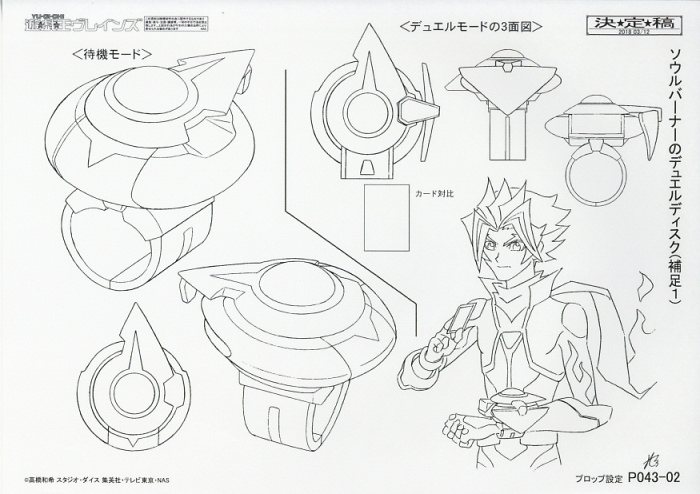 YU-GI-OH!
遊☆戯☆王ヴレインズ
決★定★稿
2018 03/12
＜待機モード＞
＜デュエルモードの3面図＞
ソウルバーナーのデュエルディスク(補足1)
カード対比
©高橋和希 スタジオ・ダイス 集英社・テレビ東京・NAS
プロップ設定 P043-02